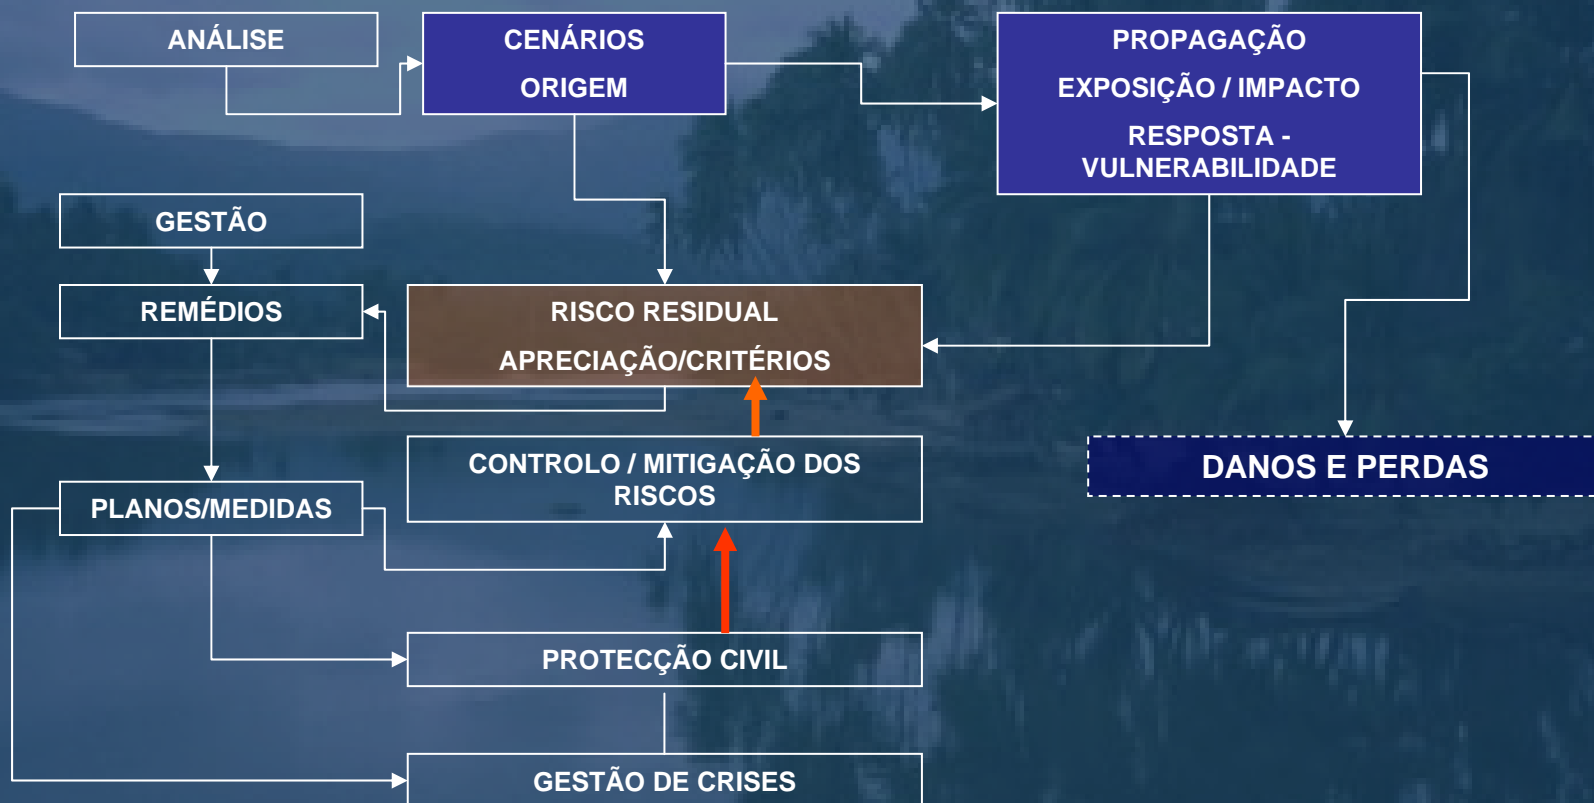 ANÁLISE
CENÁRIOS
ORIGEM
PROPAGAÇÃO
EXPOSIÇÃO / IMPACTO
RESPOSTA -
VULNERABILIDADE
GESTÃO
REMÉDIOS
RISCO RESIDUAL
APRECIAÇÃO/CRITÉRIOS
CONTROLO / MITIGAÇÃO DOS
RISCOS
DANOS E PERDAS
PLANOS/MEDIDAS
PROTECÇÃO CIVIL
GESTÃO DE CRISES